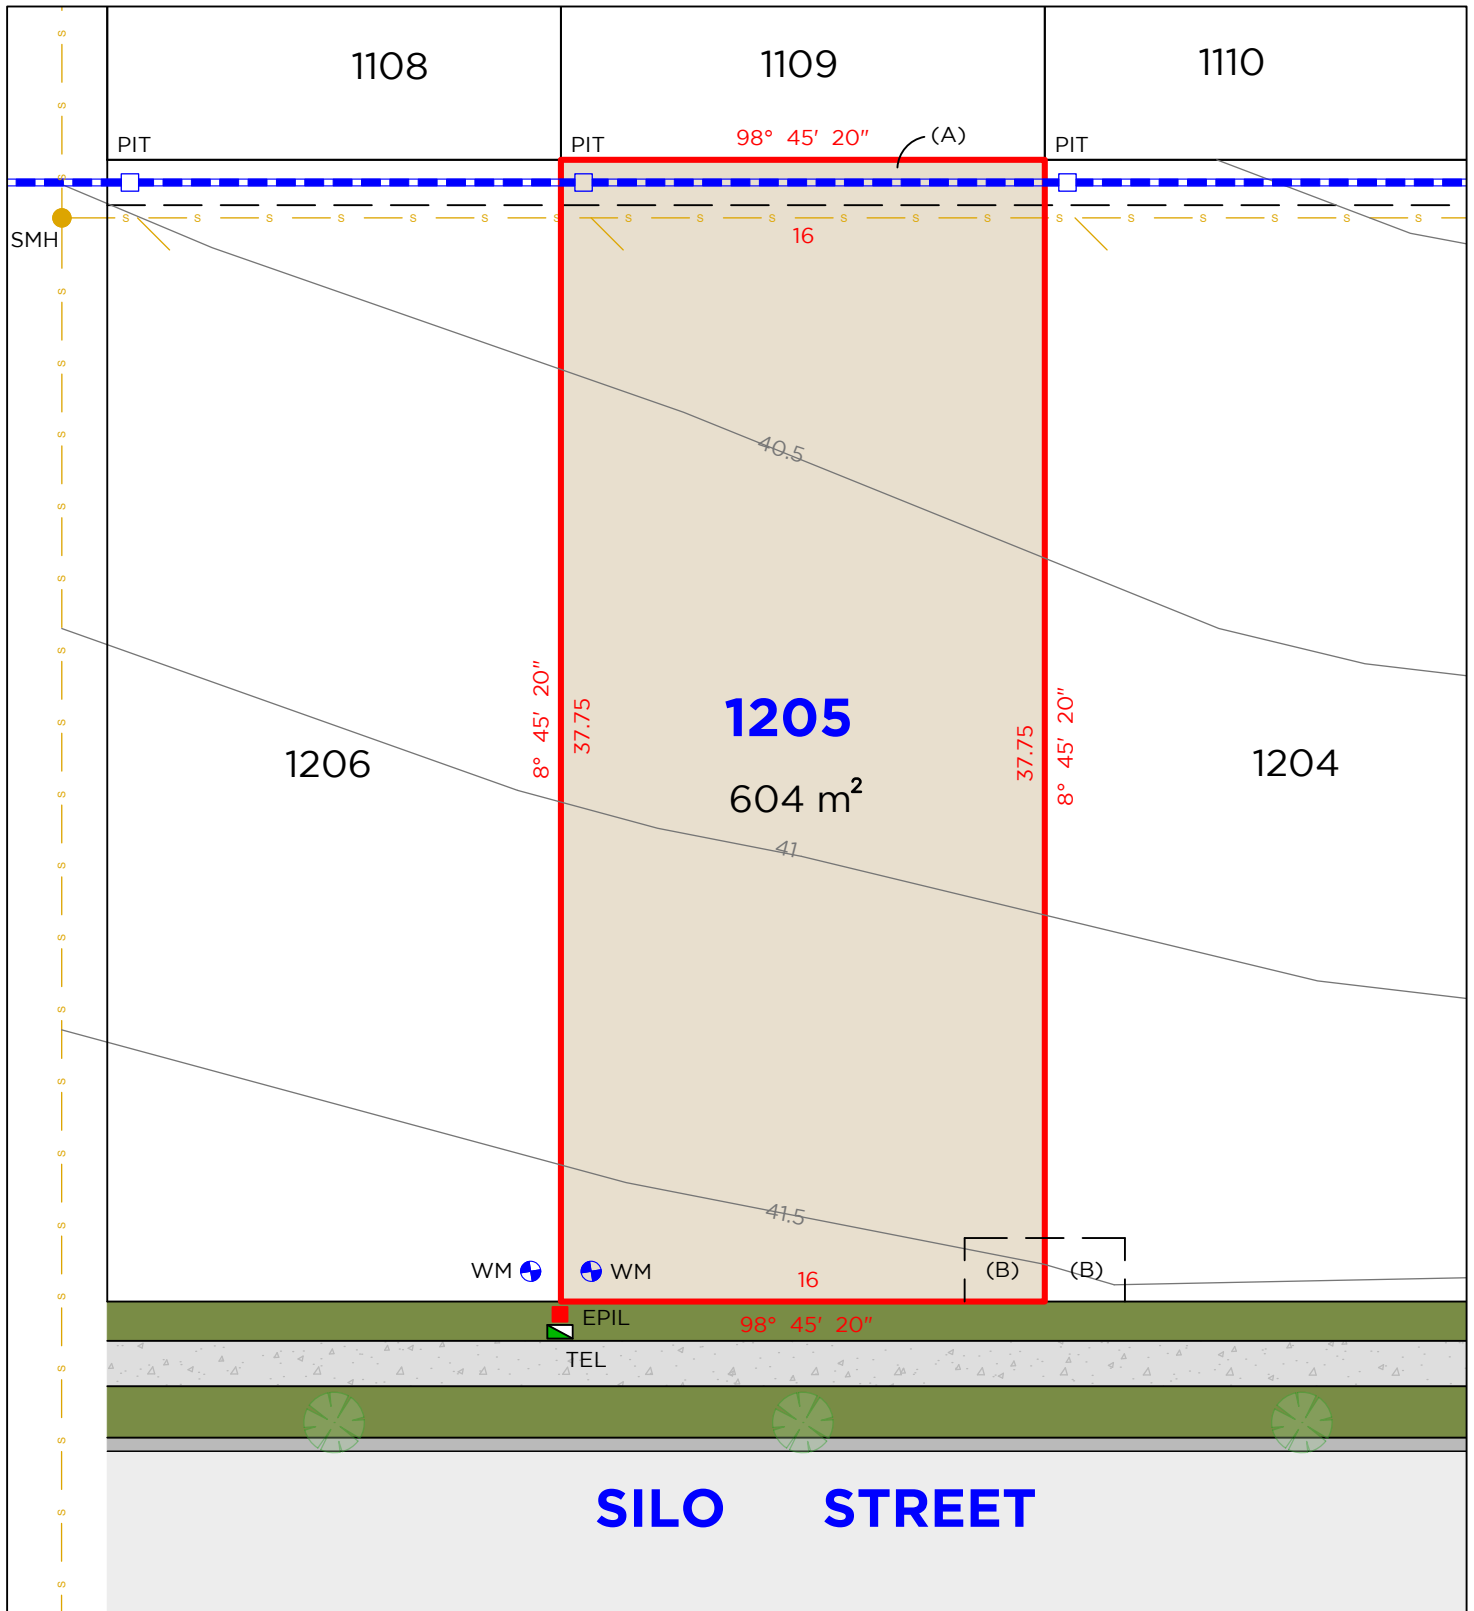 1108
1109
1110
PIT
PIT
98° 45' 20"
(A)
PIT
SMH
16
40.5
8° 45' 20"
37.75
1205
37.75
8° 45' 20"
1206
604 m²
1204
41
41.5
WM
WM
16
(B)
(B)
EPIL
98° 45' 20"
TEL
SILO STREET
s s s s s s s s s s s s s s s s s s s s
s s s s s s s s s s s s s s s s s s s